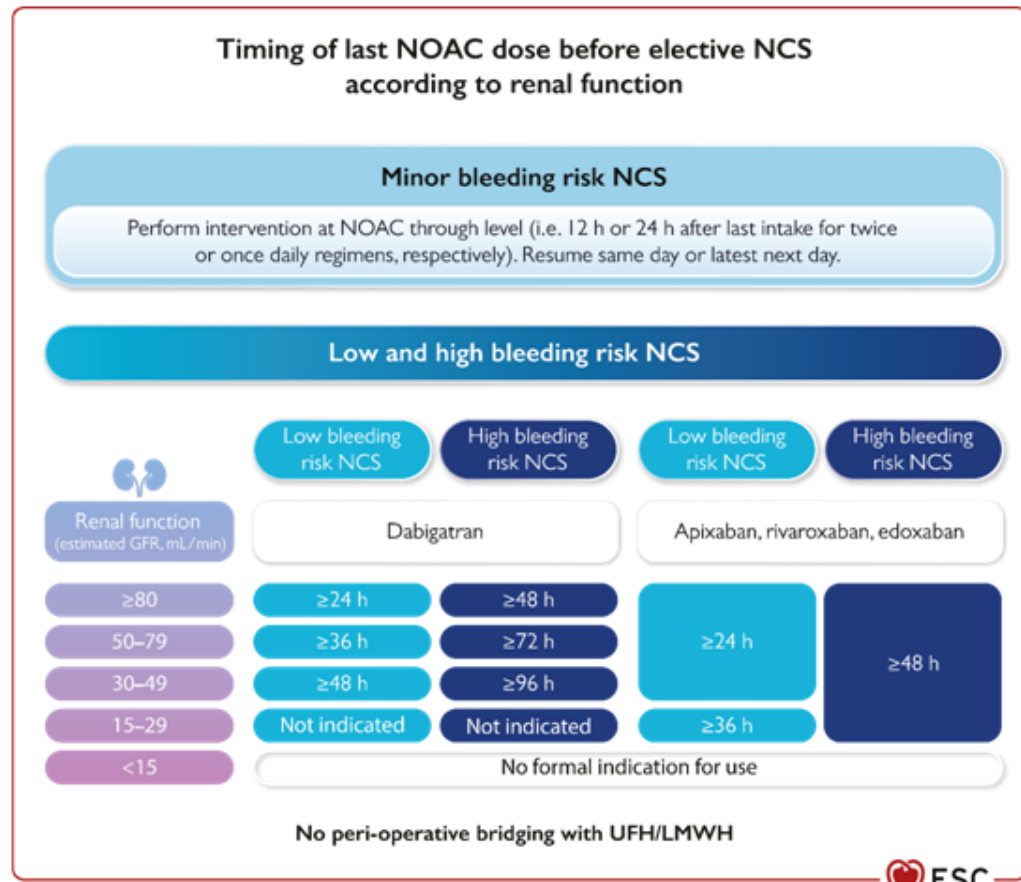 Timing of last NOAC dose before elective NCS
according to renal function
Minor bleeding risk NCS
Perform intervention at NOAC through level (i.e. 12 h or 24 h after last intake for twice
or once daily regimens, respectively). Resume same day or latest next day.
Low and high bleeding risk NCS
Low bleeding
risk NCS
High bleeding
risk NCS
Low bleeding
risk NCS
High bleeding
risk NCS
Renal function
(estimated GFR, mL/min)
Dabigatran
Apixaban, rivaroxaban, edoxaban
≥80
≥24 h
≥48 h
50–79
≥36 h
≥72 h
≥24 h
≥48 h
30–49
≥48 h
≥96 h
15–29
Not indicated
Not indicated
≥36 h
<15
No formal indication for use
No peri-operative bridging with UFH/LMWH
ESC